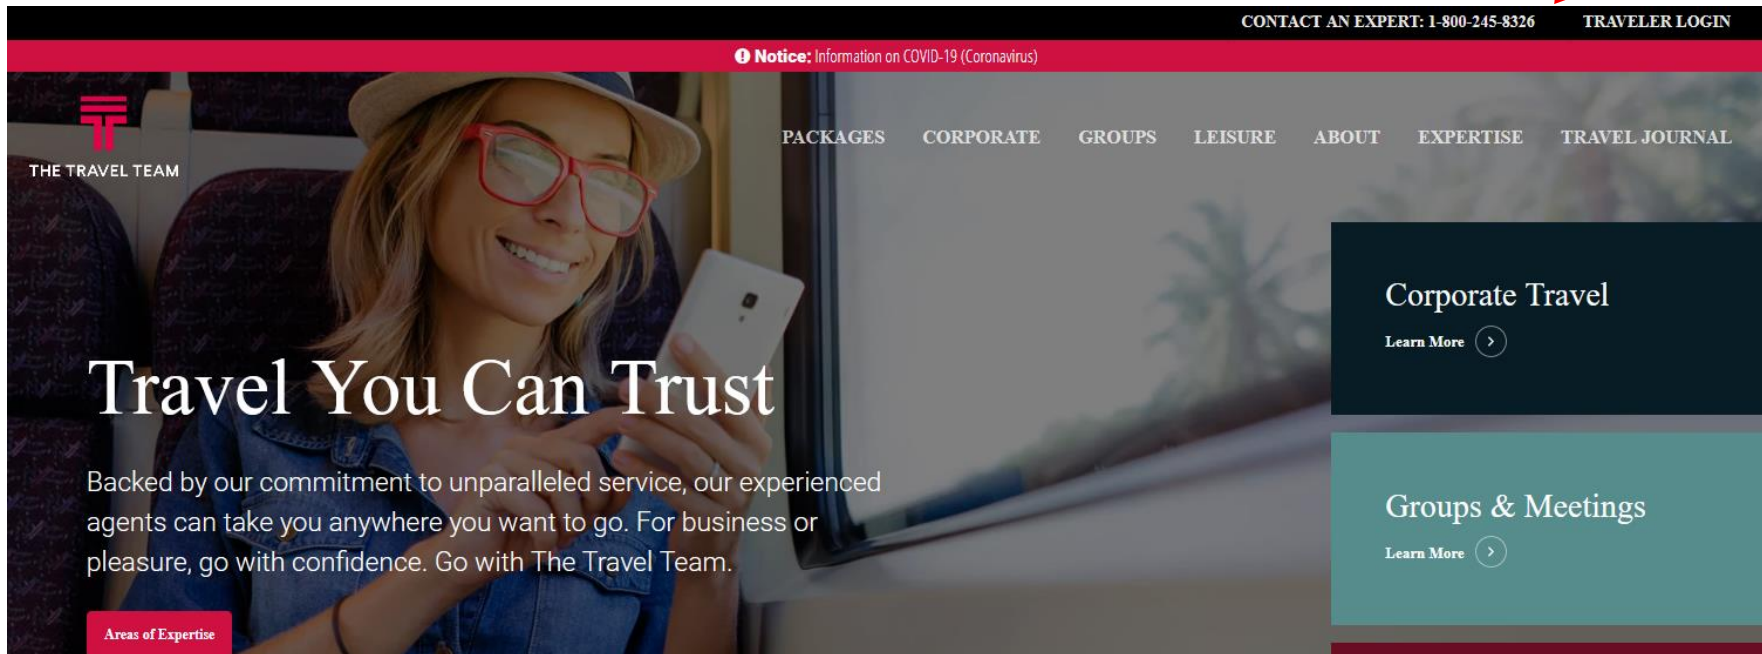 CONTACT AN EXPERT: 1-800-245-8326 TRAVELER LOGIN
Notice: Information on COVID-19 (Coronavirus)
THE TRAVEL TEAM
PACKAGES CORPORATE GROUPS LEISURE ABOUT EXPERTISE TRAVEL JOURNAL
Travel You Can Trust
Backed by our commitment to unparalleled service, our experienced
agents can take you anywhere you want to go. For business or
pleasure, go with confidence. Go with The Travel Team.
Areas of Expertise
Corporate Travel
Learn More
Groups & Meetings
Learn More